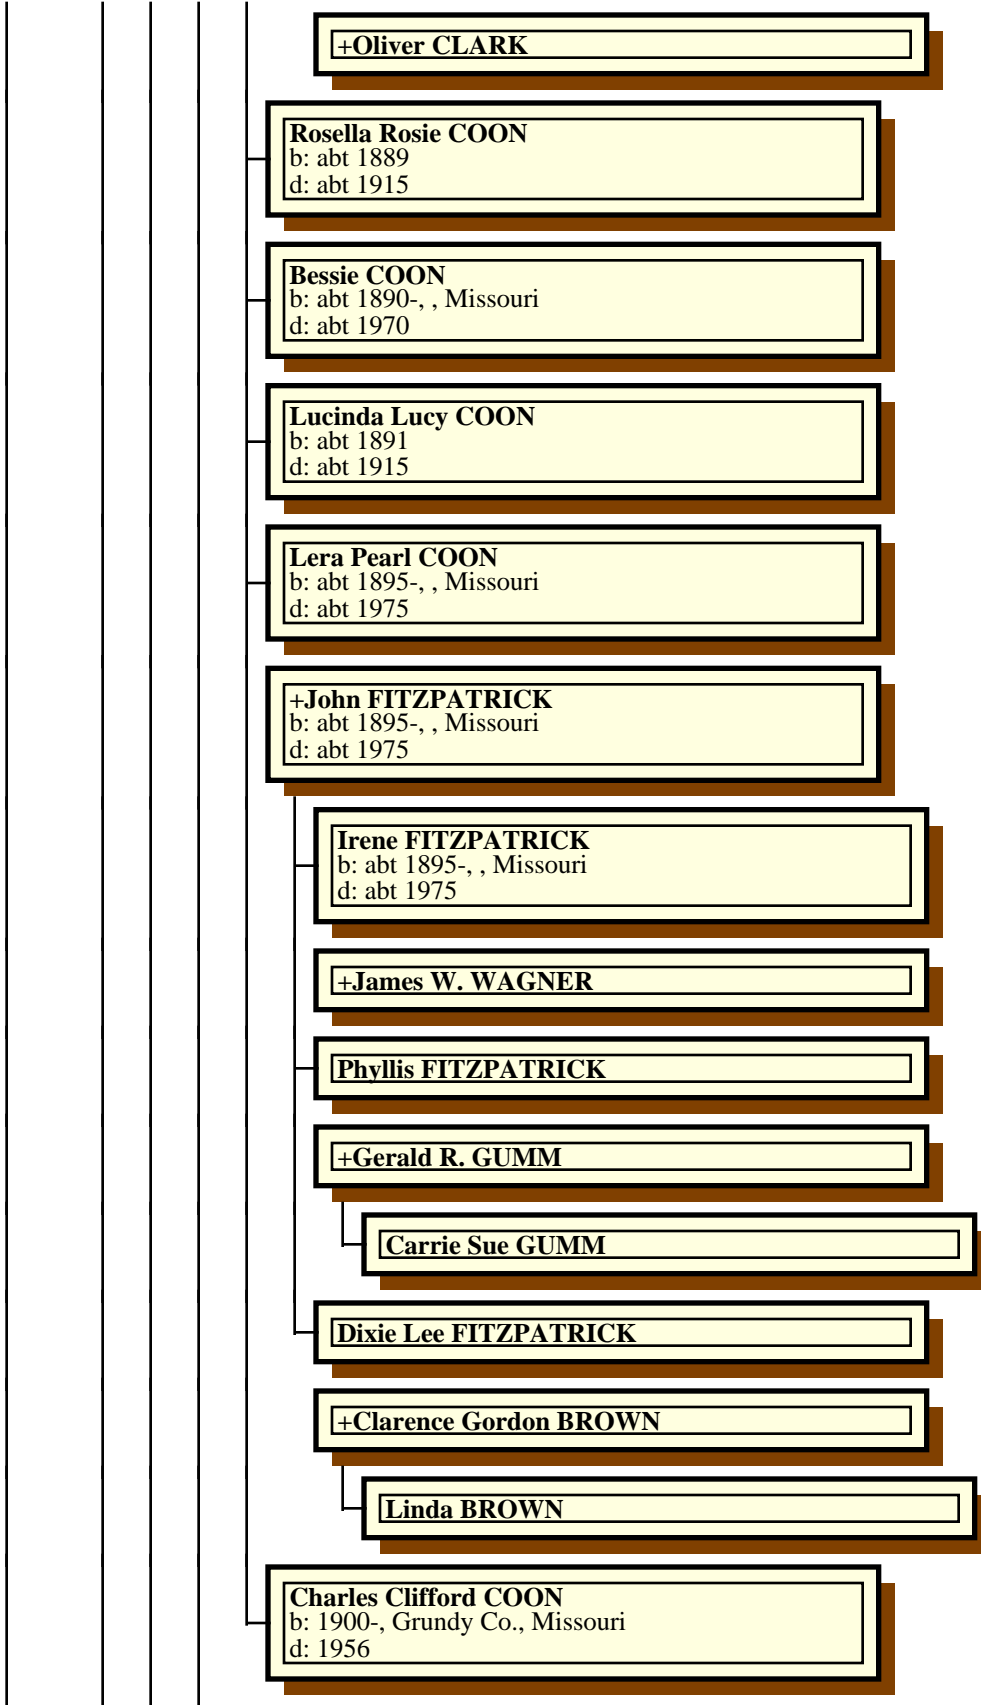 +Oliver CLARK
Rosella Rosie COON
b: abt 1889
d: abt 1915
Bessie COON
b: abt 1890-, , Missouri
d: abt 1970
Lucinda Lucy COON
b: abt 1891
d: abt 1915
Lera Pearl COON
b: abt 1895-, , Missouri
d: abt 1975
+John FITZPATRICK
b: abt 1895-, , Missouri
d: abt 1975
Irene FITZPATRICK
b: abt 1895-, , Missouri
d: abt 1975
+James W. WAGNER
Phyllis FITZPATRICK
+Gerald R. GUMM
Carrie Sue GUMM
Dixie Lee FITZPATRICK
+Clarence Gordon BROWN
Linda BROWN
Charles Clifford COON
b: 1900-, Grundy Co., Missouri
d: 1956